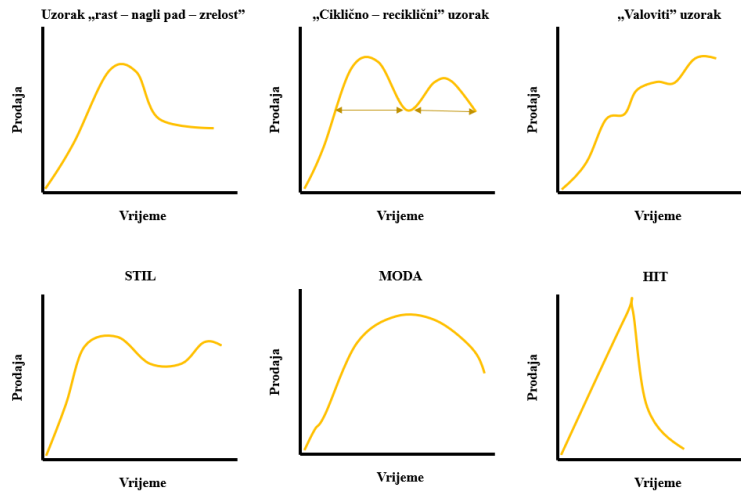 Uzorak „rast – nagli pad – zrelost”
„Ciklično – reciklični” uzorak
„Valoviti” uzorak
Prodaja
Prodaja
Prodaja
Vrijeme
Vrijeme
Vrijeme
STIL
MODA
HIT
Prodaja
Prodaja
Prodaja
Vrijeme
Vrijeme
Vrijeme